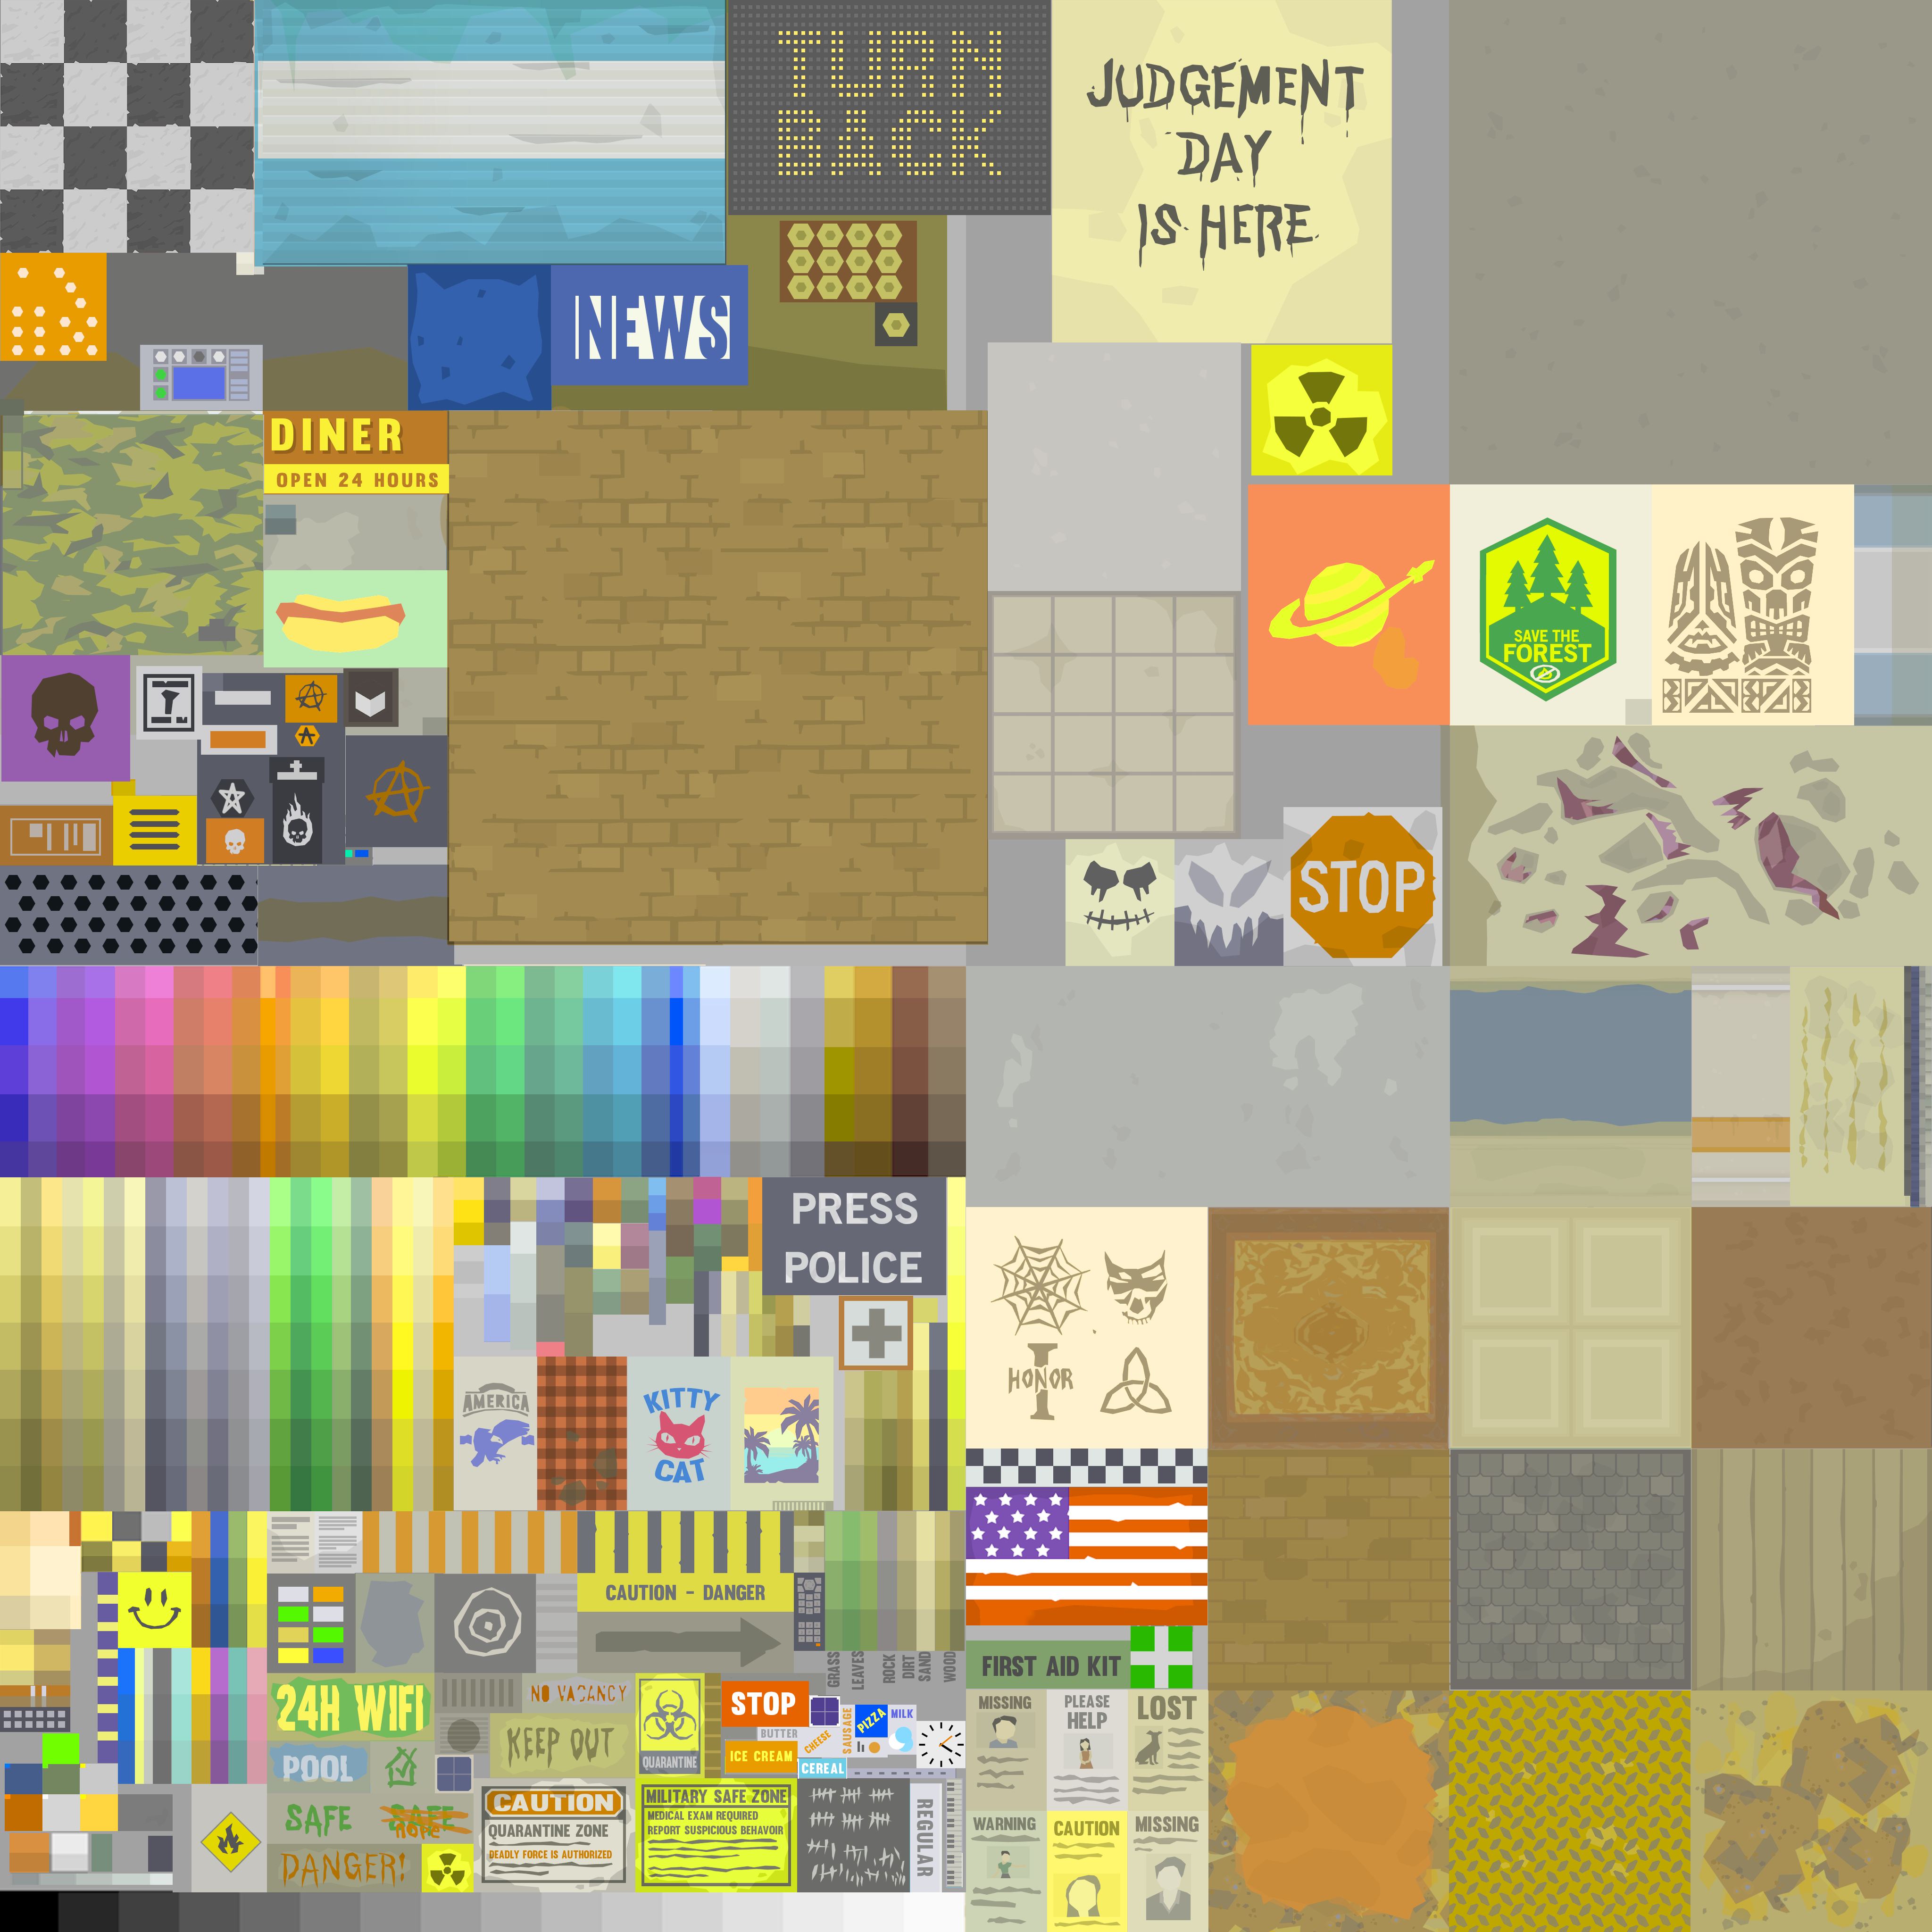 TURN
BACK
JUDGEMENT
DAY
IS HERE
NEWS
DINER
OPEN 24 HOURS
SAVE THE
FOREST
STOP
PRESS
POLICE
HONOR
AMERICA
KITTY
CAT
CAUTION - DANGER
FIRST AID KIT
GRASS
LEAVES
ROCK
DIRT
SAND
WOOD
24H WIFI
NO VACANCY
KEEP OUT
QUARANTINE
STOP
BUTTER
ICE CREAM
CHEESE
SAUSAGE
PIZZA
MILK
CEREAL
POOL
SAFE
SAFE
NOPE
DANGER!
CAUTION
QUARANTINE ZONE
DEADLY FORCE IS AUTHORIZED
MILITARY SAFE ZONE
MEDICAL EXAM REQUIRED
REPORT SUSPICIOUS BEHAVOIR
REGULAR
MISSING
PLEASE
HELP
LOST
WARNING
CAUTION
MISSING